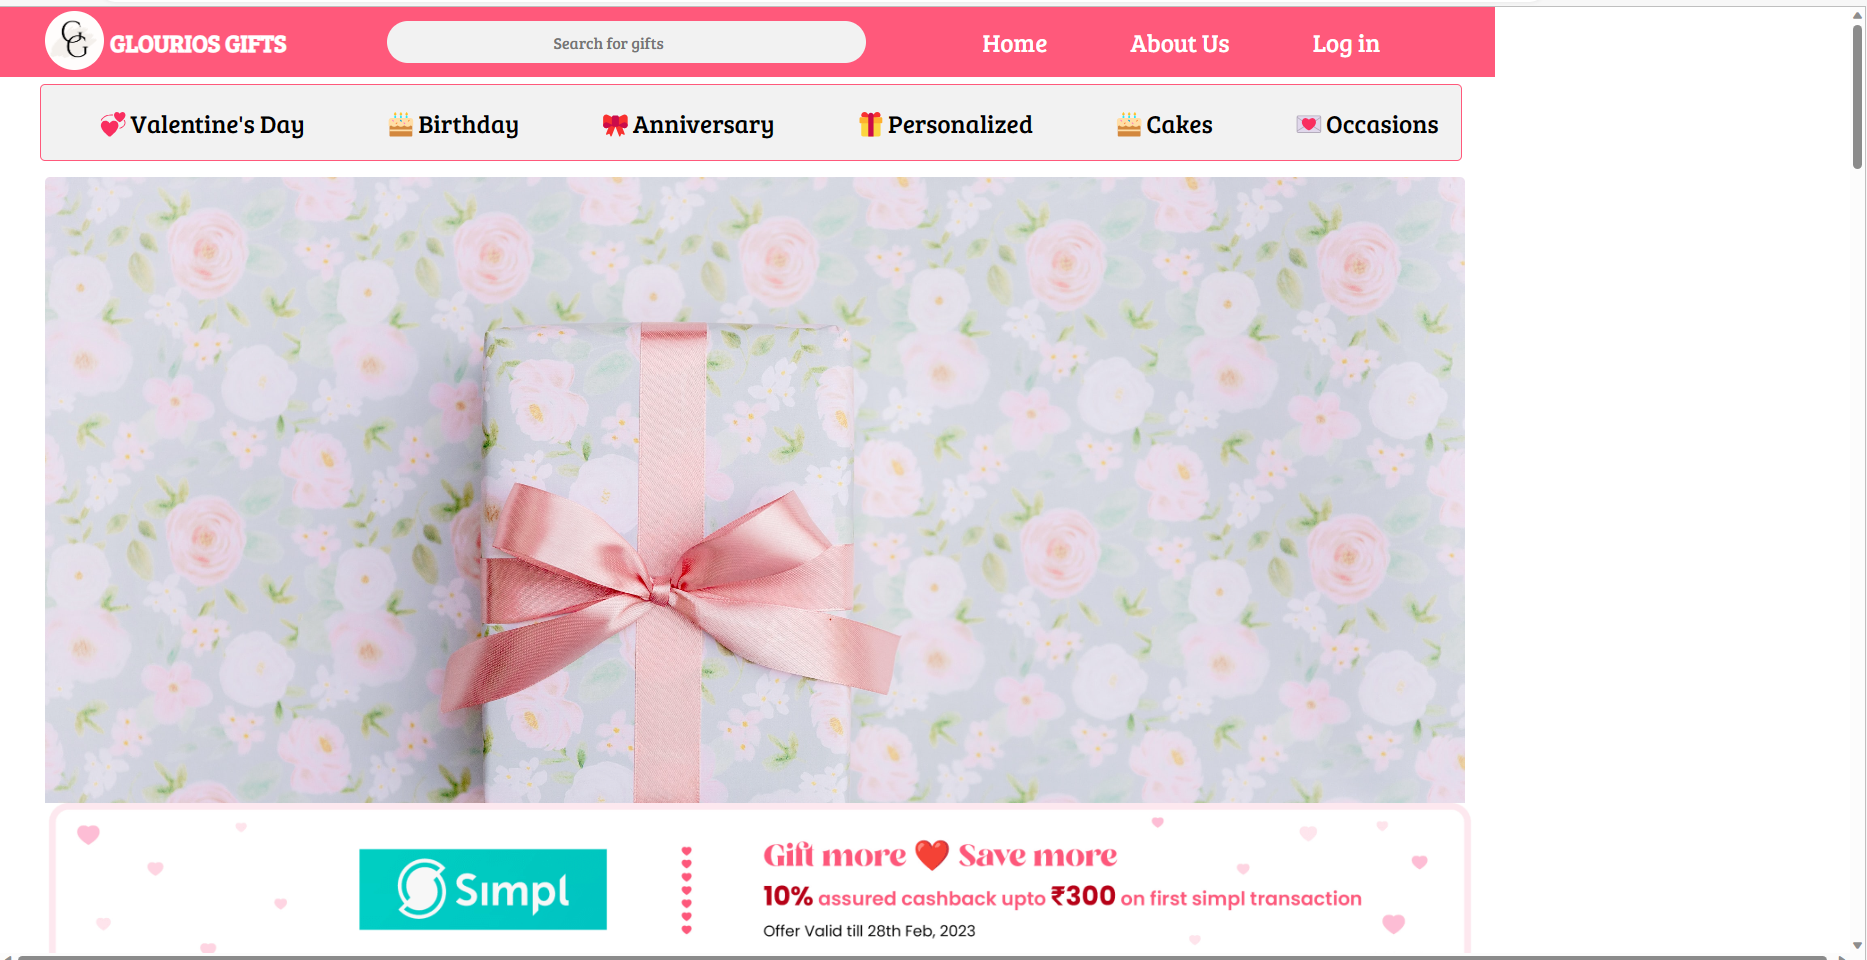 GG GLOURIOS GIFTS Search for gifts Home About Us Log in
Valentine's Day Birthday Anniversary Personalized Cakes Occasions
Simpl
Gift more ❤️ Save more
10% assured cashback upto ₹300 on first simpl transaction
Offer Valid till 28th Feb, 2023